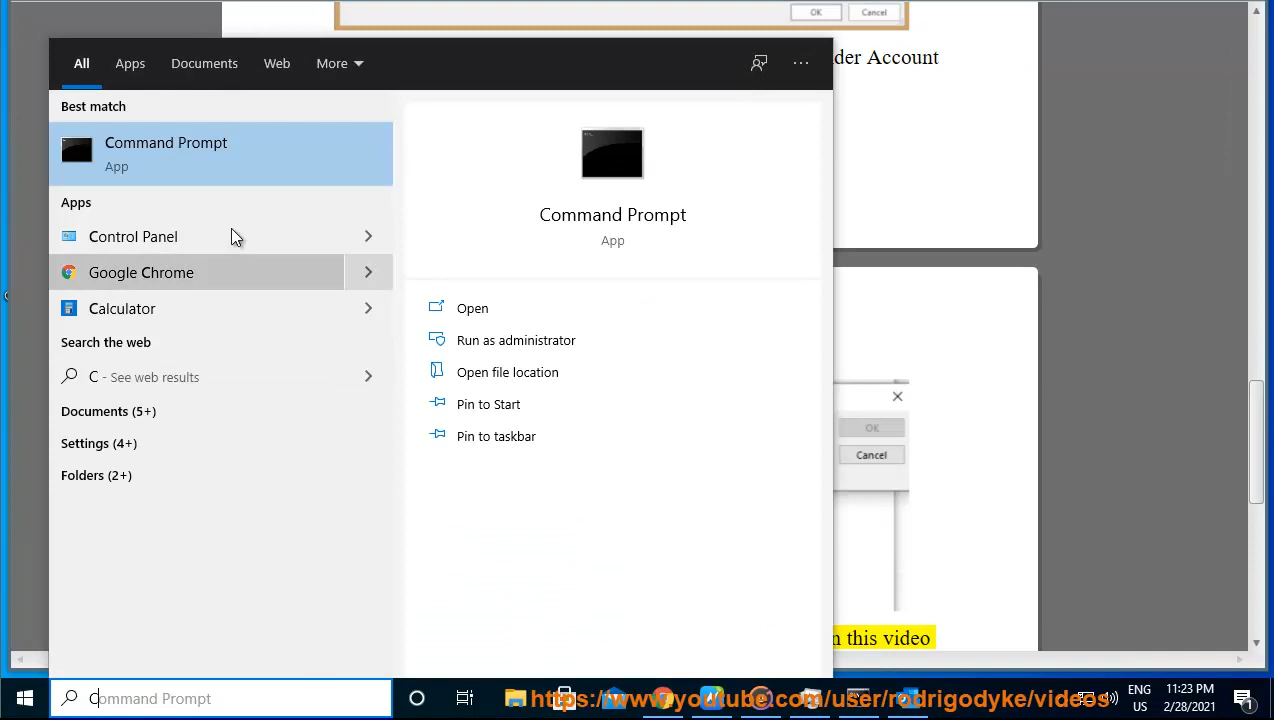 OK Cancel
der Account
All Apps Documents Web More
Best match
Command Prompt
App
Apps
Control Panel
Google Chrome
Calculator
Search the web
C - See web results
Documents (5+)
Settings (4+)
Folders (2+)
Command Prompt
App
Open
Run as administrator
Open file location
Pin to Start
Pin to taskbar
OK
Cancel
n this video
Command Prompt
https://www.youtube.com/user/rodrigodyke/videos
ENG
US
11:23 PM
2/28/2021
1